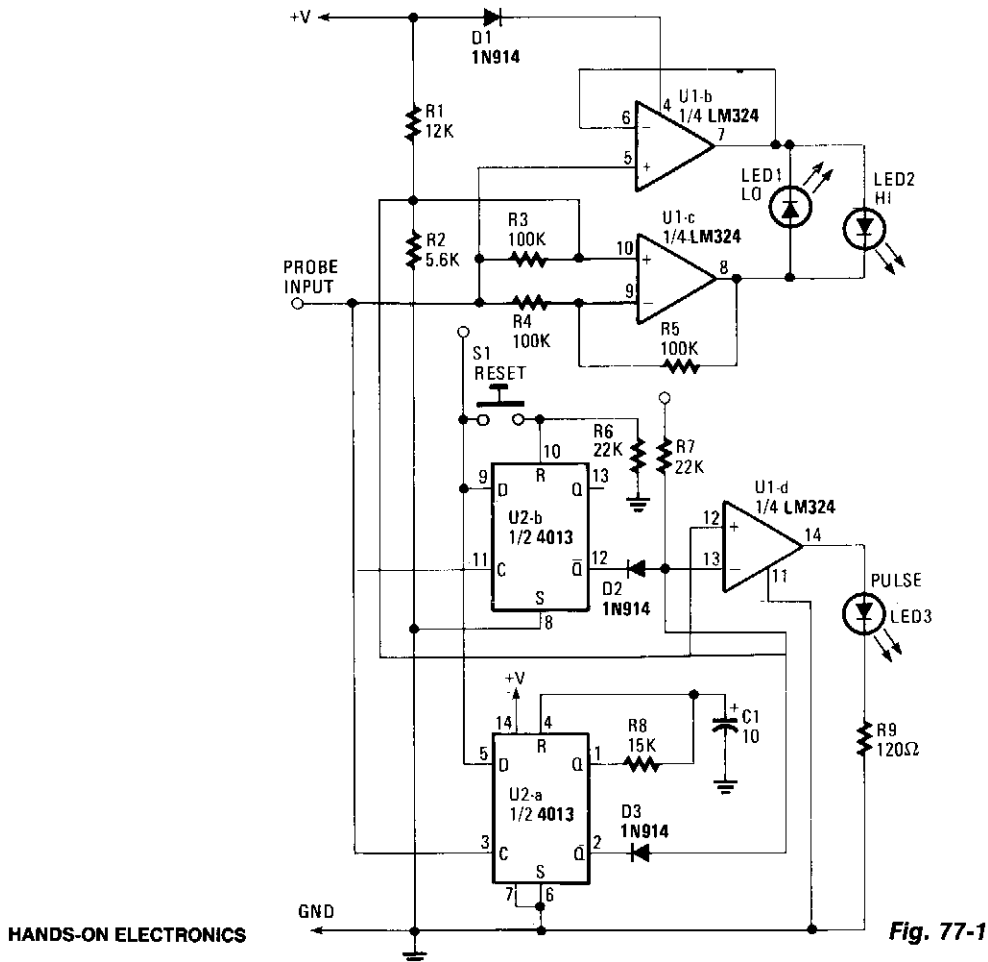 +V
D1
1N914
R1
12K
R2
5.6K
U1-b
1/4 LM324
4
6
-
7
5
+
LED1
LO
LED2
HI
R3
100K
U1-c
1/4 LM324
10
+
8
9
-
R4
100K
R5
100K
PROBE
INPUT
S1
RESET
R6
22K
R7
22K
10
R
9
D
Q
13
U2-b
1/2 4013
11
C
Q̅
12
S
8
D2
1N914
U1-d
1/4 LM324
12
+
14
13
-
11
PULSE
LED3
+V
14
4
R
5
D
Q
1
R8
15K
+
C1
10
U2-a
1/2 4013
D3
1N914
3
C
Q̅
2
S
7
6
R9
120Ω
GND
HANDS-ON ELECTRONICS
Fig. 77-1